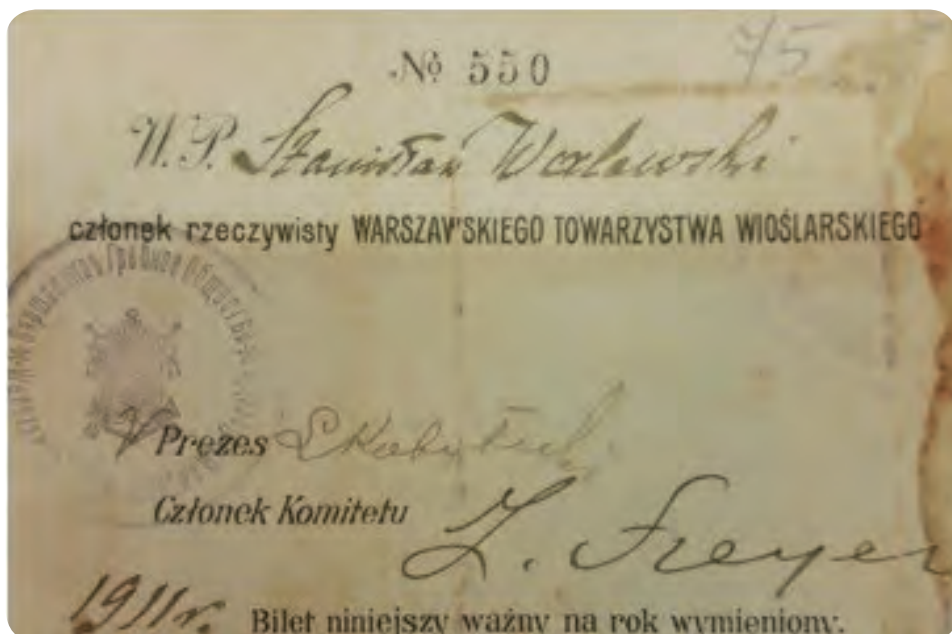 № 550
75
W. P. Stanisław Walewski
członek rzeczywisty WARSZAWSKIEGO TOWARZYSTWA WIOŚLARSKIEGO
V Prezes
Członek Komitetu Z. Freyer
1911 r. Bilet niniejszy ważny na rok wymieniony.